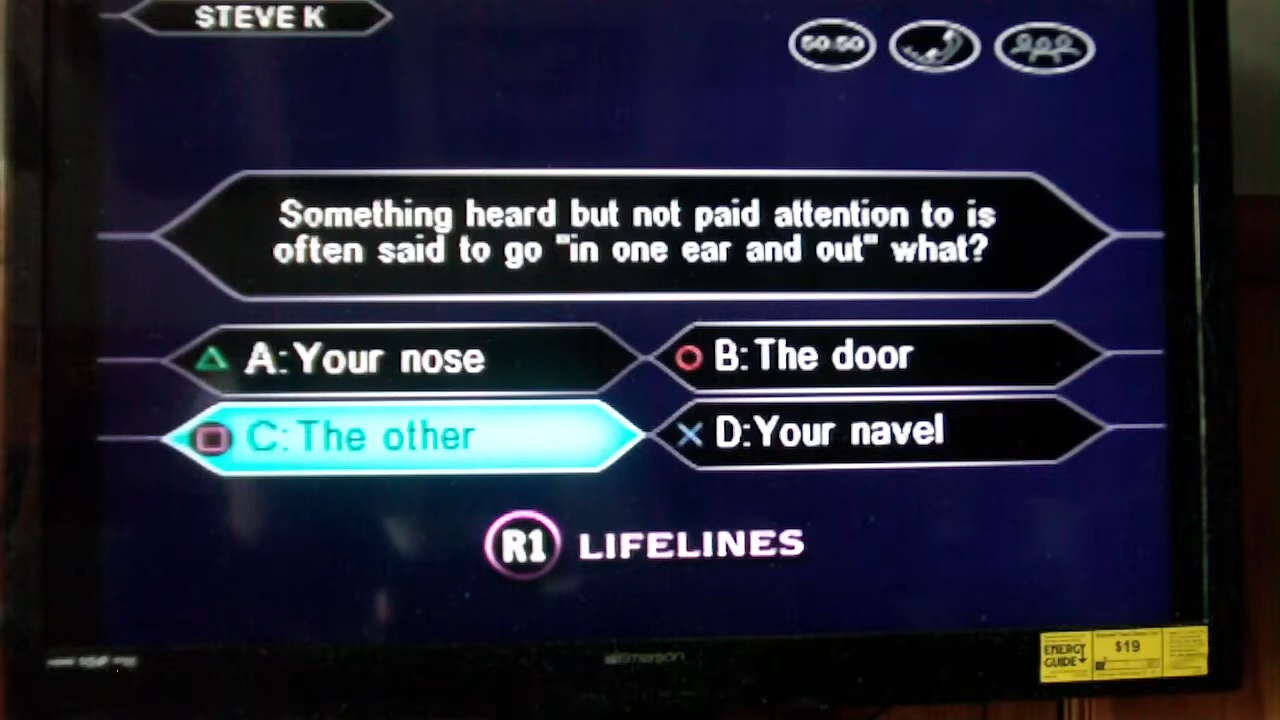 STEVE K
50:50
Something heard but not paid attention to is
often said to go "in one ear and out" what?
A: Your nose
B: The door
C: The other
D: Your navel
R1 LIFELINES
emerson
ENERGY
GUIDE
$19